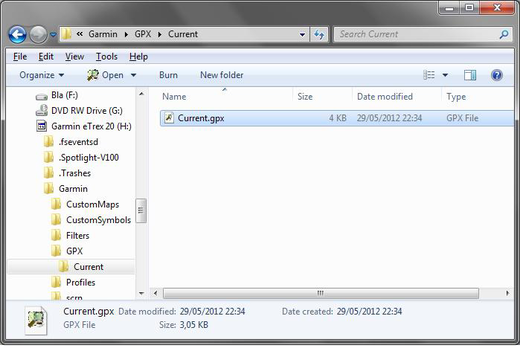 « Garmin ▸ GPX ▸ Current
Search Current
File Edit View Tools Help
Organize Open Burn New folder
Name Size Date modified Type
Current.gpx 4 KB 29/05/2012 22:34 GPX File
Bla (F:)
DVD RW Drive (G:)
Garmin eTrex 20 (H:)
.fseventsd
.Spotlight-V100
.Trashes
Garmin
CustomMaps
CustomSymbols
Filters
GPX
Current
Profiles
scrn
Current.gpx Date modified: 29/05/2012 22:34 Date created: 29/05/2012 22:34
GPX File Size: 3,05 KB